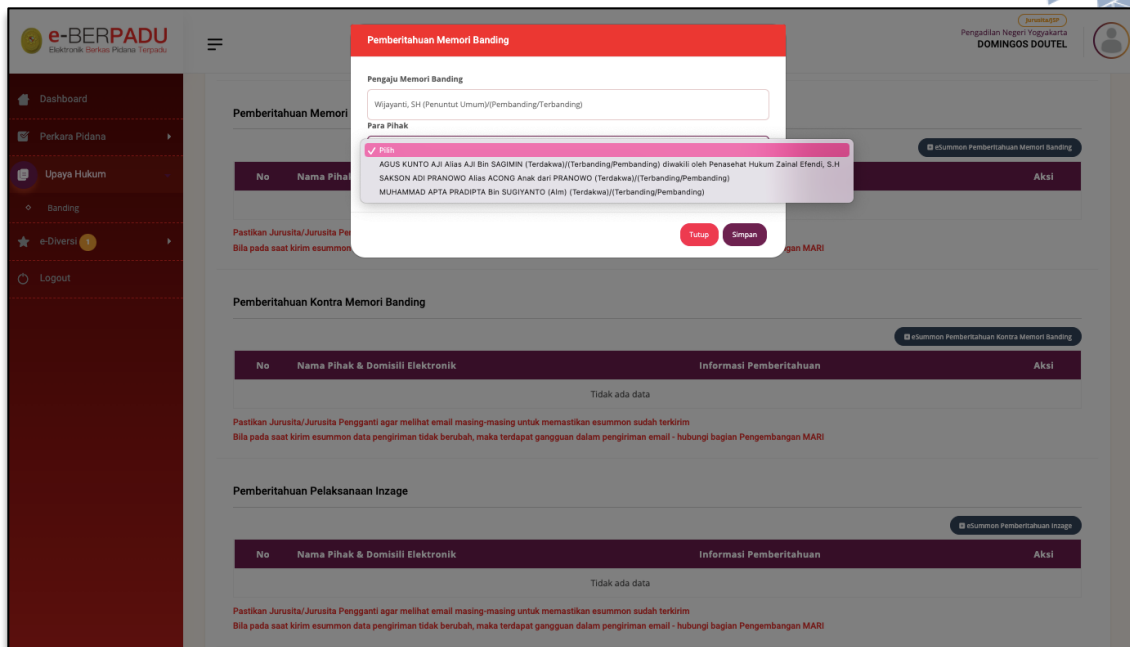 e-BERPADU
Elektronik Berkas Pidana Terpadu
Jurusita/JSP
Pengadilan Negeri Yogyakarta
DOMINGOS DOUTEL
Dashboard
Perkara Pidana
Upaya Hukum
Banding
e-Diversi 1
Logout
Pemberitahuan Memori Banding
Pengaju Memori Banding
Wijayanti, SH (Penuntut Umum)/(Pembanding/Terbanding)
Para Pihak
Pilih
AGUS KUNTO AJI Alias AJI Bin SAGIMIN (Terdakwa)/(Terbanding/Pembanding) diwakili oleh Penasehat Hukum Zainal Efendi, S.H
SAKSON ADI PRANOWO Alias ACONG Anak dari PRANOWO (Terdakwa)/(Terbanding/Pembanding)
MUHAMMAD APTA PRADIPTA Bin SUGIYANTO (Alm) (Terdakwa)/(Terbanding/Pembanding)
Tutup Simpan
Pemberitahuan Memori
eSummon Pemberitahuan Memori Banding
No Nama Pihak Aksi
Pastikan Jurusita/Jurusita Pe
Bila pada saat kirim esummon gan MARI
Pemberitahuan Kontra Memori Banding
eSummon Pemberitahuan Kontra Memori Banding
No Nama Pihak & Domisili Elektronik Informasi Pemberitahuan Aksi
Tidak ada data
Pastikan Jurusita/Jurusita Pengganti agar melihat email masing-masing untuk memastikan esummon sudah terkirim
Bila pada saat kirim esummon data pengiriman tidak berubah, maka terdapat gangguan dalam pengiriman email - hubungi bagian Pengembangan MARI
Pemberitahuan Pelaksanaan Inzage
eSummon Pemberitahuan Inzage
No Nama Pihak & Domisili Elektronik Informasi Pemberitahuan Aksi
Tidak ada data
Pastikan Jurusita/Jurusita Pengganti agar melihat email masing-masing untuk memastikan esummon sudah terkirim
Bila pada saat kirim esummon data pengiriman tidak berubah, maka terdapat gangguan dalam pengiriman email - hubungi bagian Pengembangan MARI